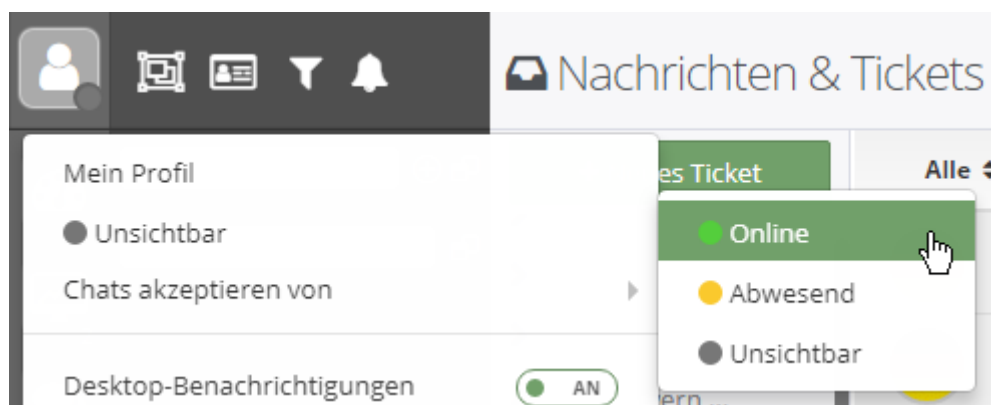 Nachrichten & Tickets
Mein Profil
es Ticket
Alle
Unsichtbar
Online
Chats akzeptieren von
Abwesend
Unsichtbar
Desktop-Benachrichtigungen
AN